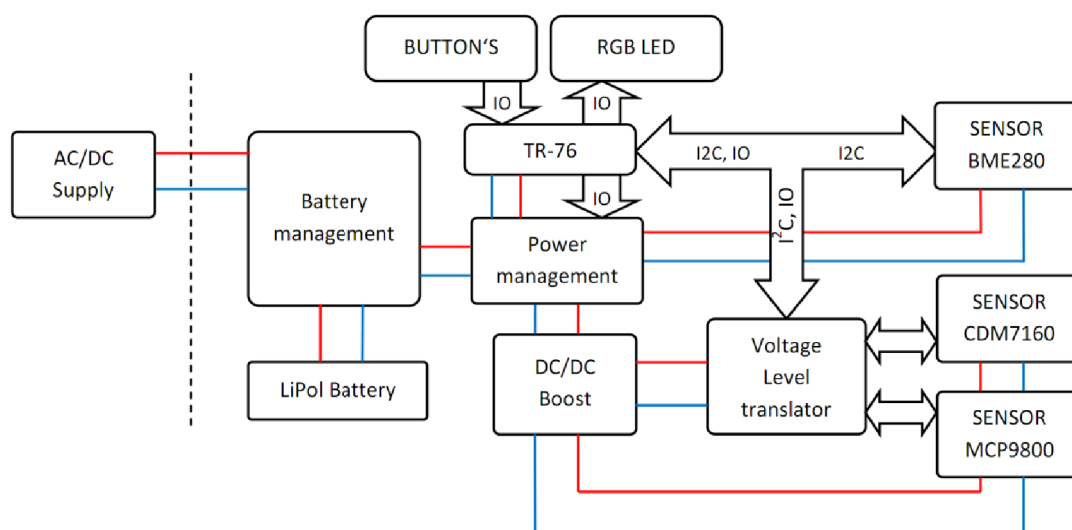 BUTTON‘S
RGB LED
IO
IO
AC/DC
Supply
Battery
management
TR-76
I2C, IO
I2C
SENSOR
BME280
IO
I²C, IO
Power
management
LiPol Battery
DC/DC
Boost
Voltage
Level
translator
SENSOR
CDM7160
SENSOR
MCP9800